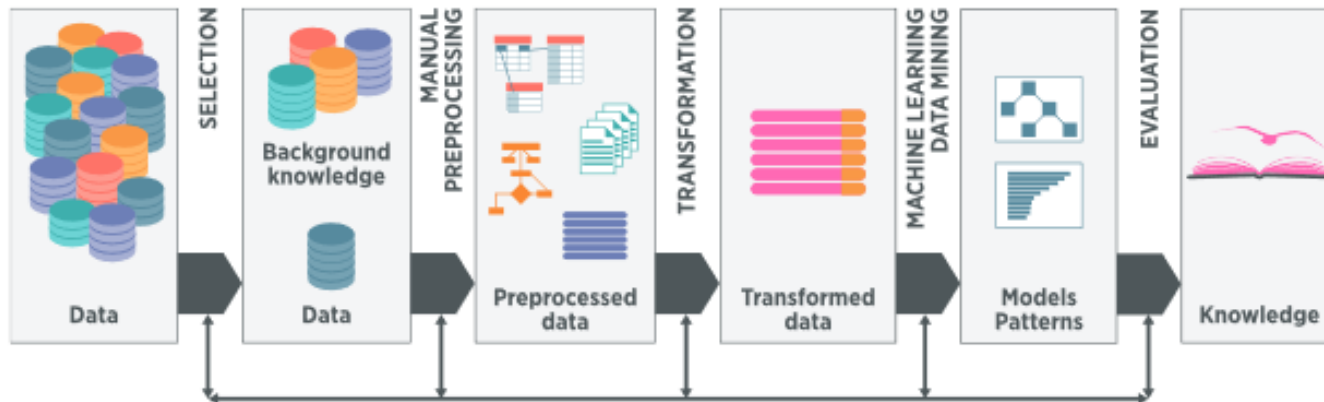 Data
SELECTION
Background
knowledge
Data
MANUAL
PREPROCESSING
Preprocessed
data
TRANSFORMATION
Transformed
data
MACHINE LEARNING
DATA MINING
Models
Patterns
EVALUATION
Knowledge